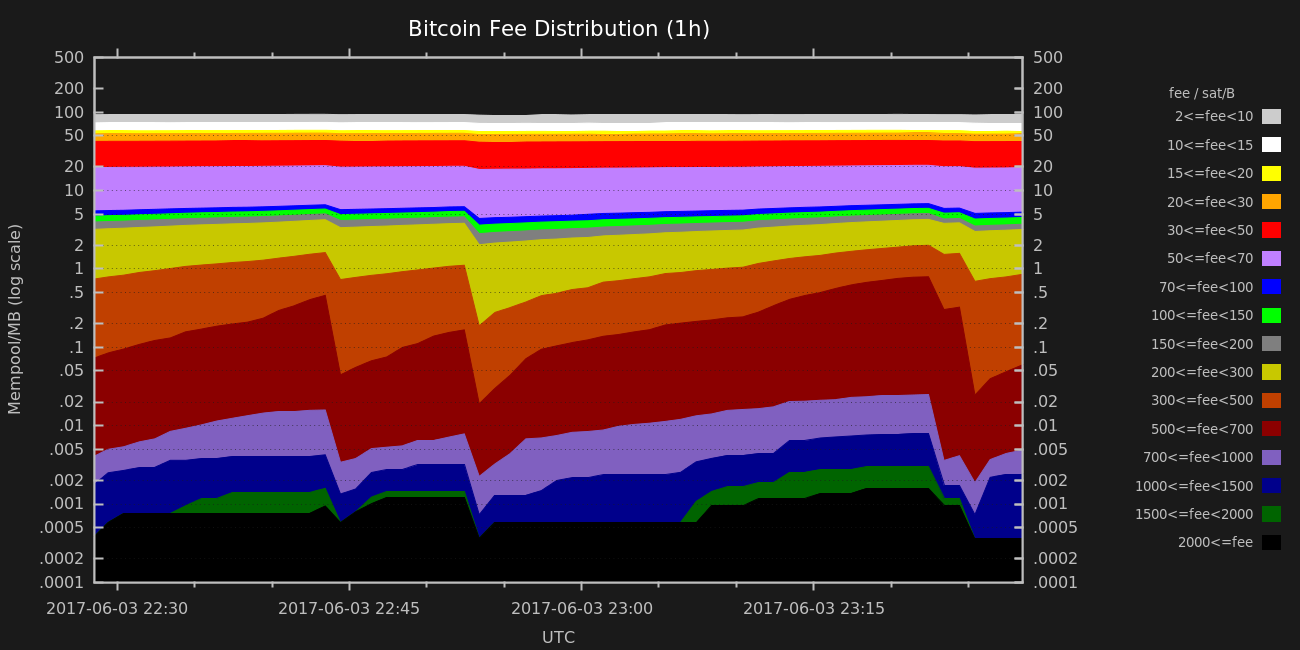 Bitcoin Fee Distribution (1h)
500
200
100
50
20
10
5
2
1
.5
.2
.1
.05
.02
.01
.005
.002
.001
.0005
.0002
.0001
Mempool/MB (log scale)
500
200
100
50
20
10
5
2
1
.5
.2
.1
.05
.02
.01
.005
.002
.001
.0005
.0002
.0001
2017-06-03 22:30
2017-06-03 22:45
2017-06-03 23:00
2017-06-03 23:15
UTC
fee / sat/B
2<=fee<10
10<=fee<15
15<=fee<20
20<=fee<30
30<=fee<50
50<=fee<70
70<=fee<100
100<=fee<150
150<=fee<200
200<=fee<300
300<=fee<500
500<=fee<700
700<=fee<1000
1000<=fee<1500
1500<=fee<2000
2000<=fee